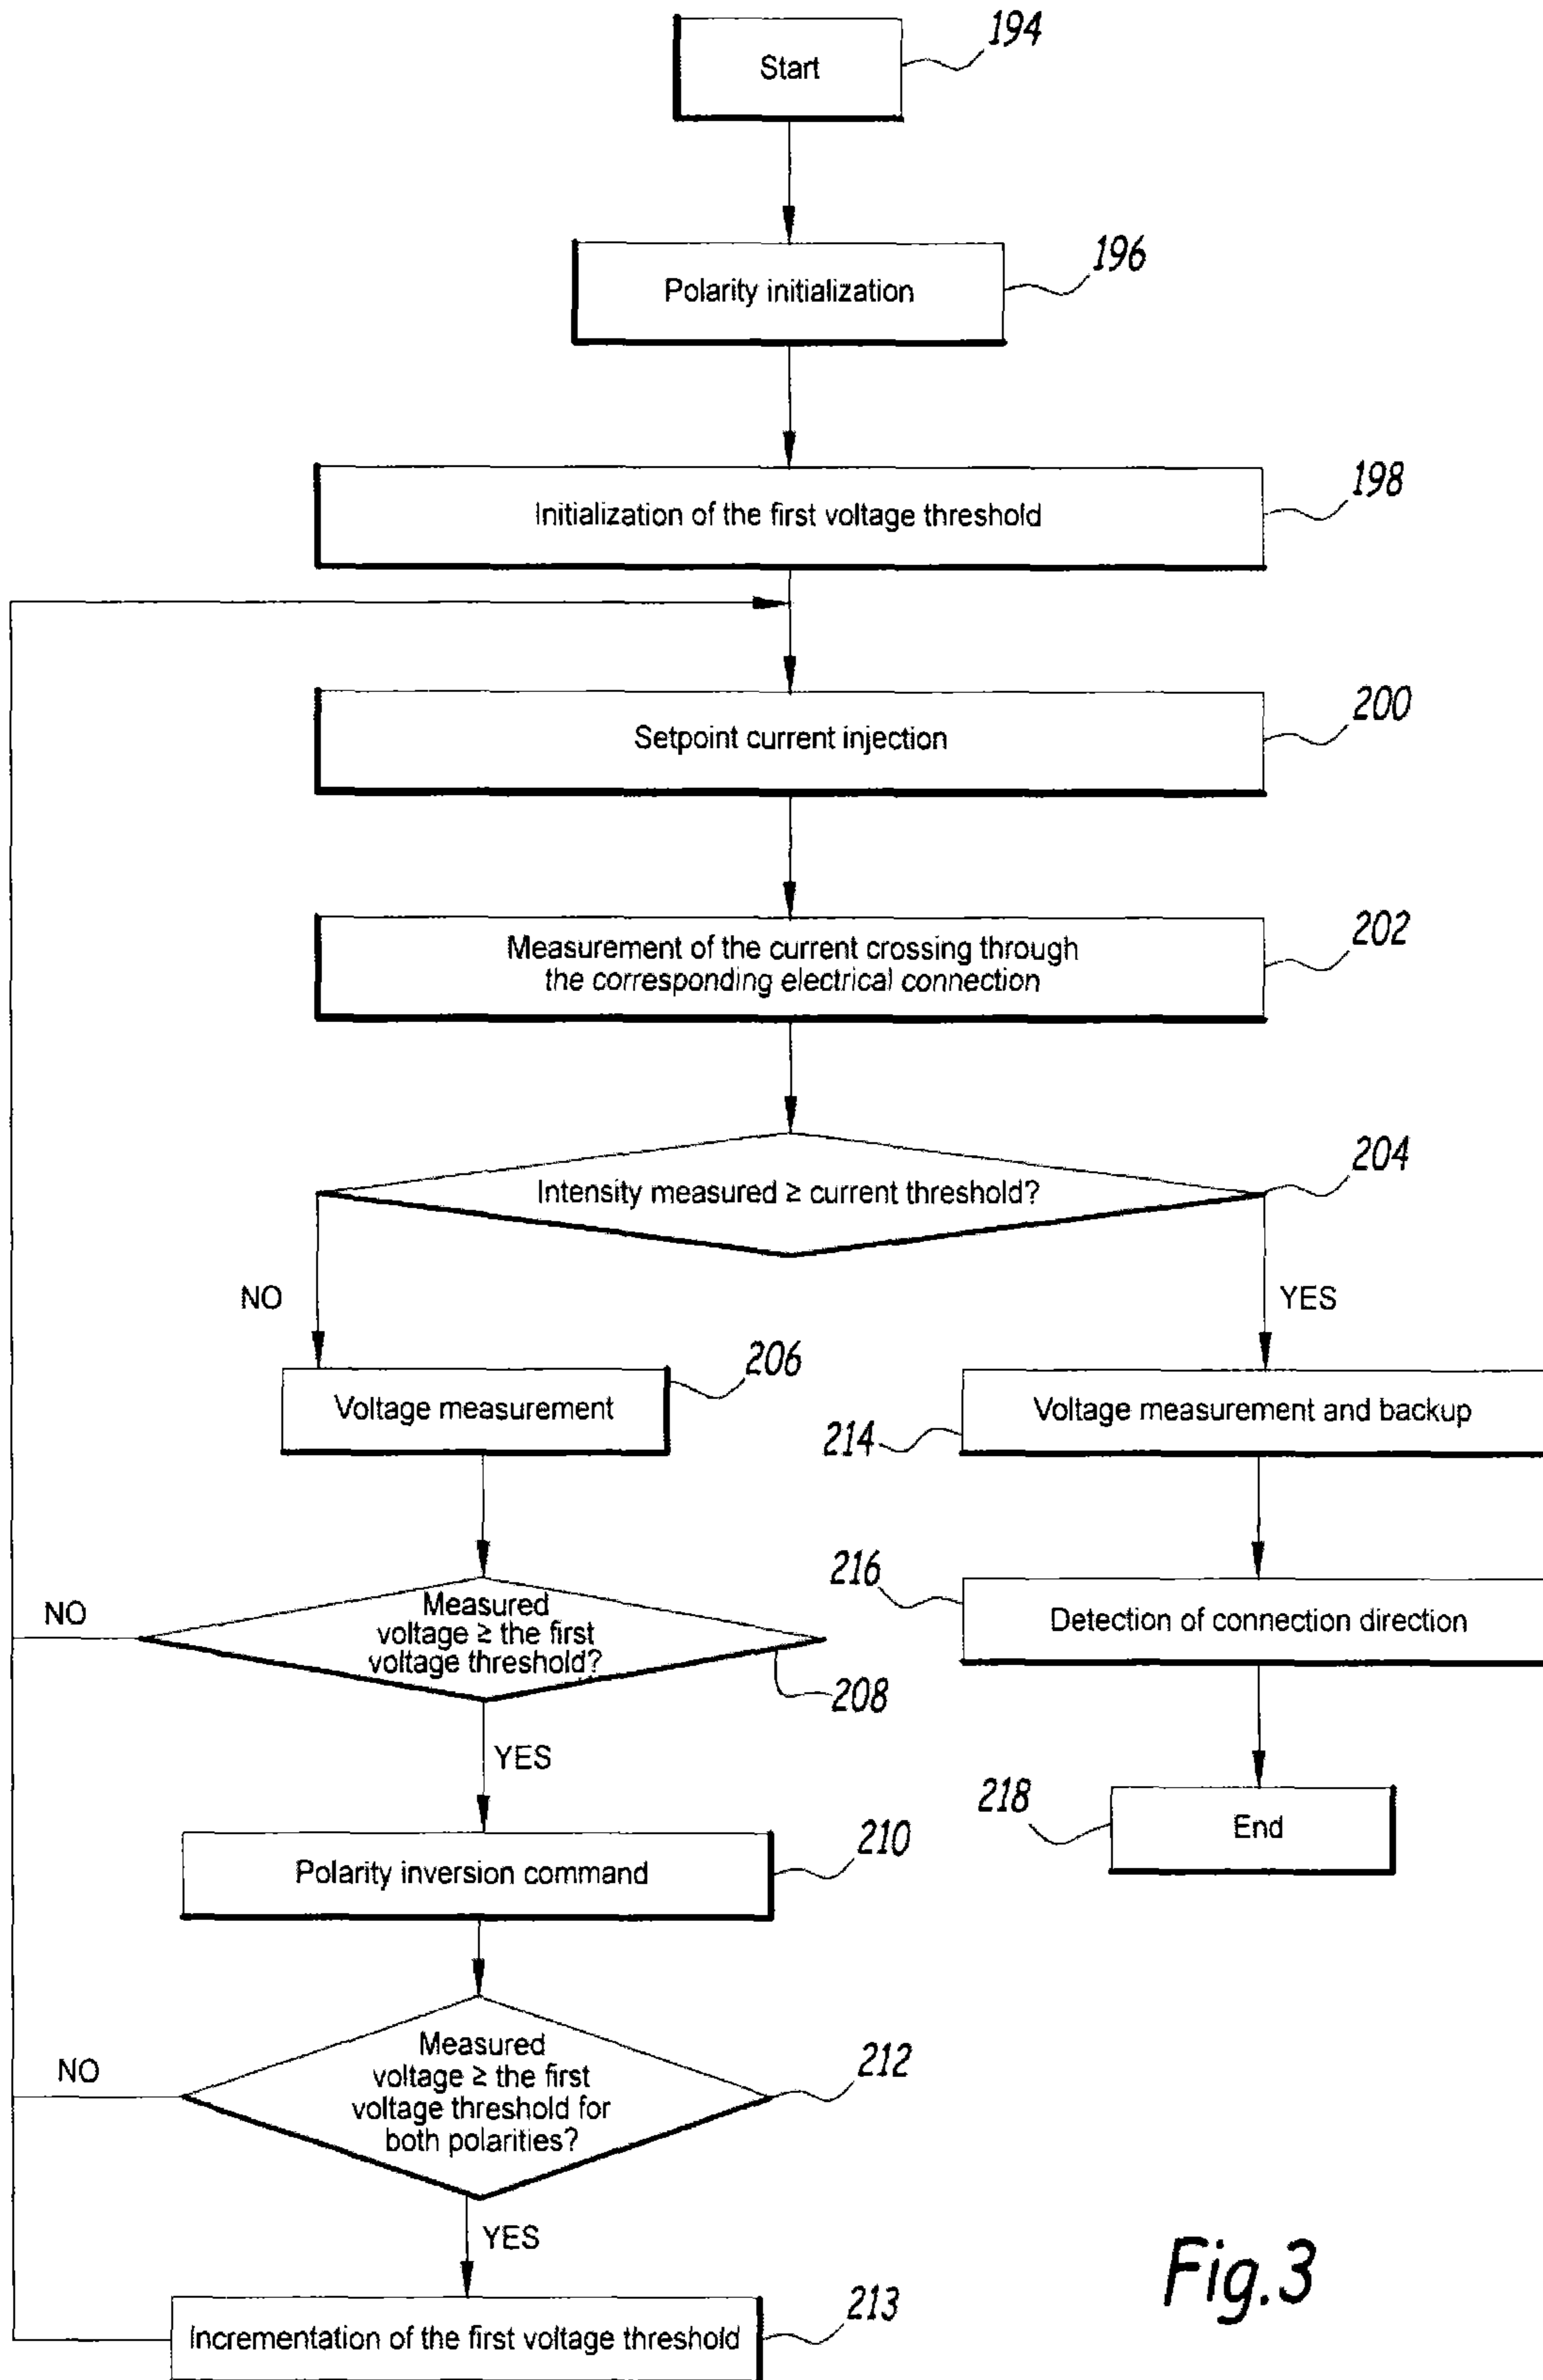 194
Start
196
Polarity initialization
198
Initialization of the first voltage threshold
200
Setpoint current injection
202
Measurement of the current crossing through
the corresponding electrical connection
204
Intensity measured ≥ current threshold?
NO
YES
206
Voltage measurement
Voltage measurement and backup
214
216
NO
Measured
voltage ≥ the first
voltage threshold?
Detection of connection direction
208
YES
218
End
210
Polarity inversion command
NO
Measured
voltage ≥ the first
voltage threshold for
both polarities?
212
YES
213
Incrementation of the first voltage threshold
Fig.3